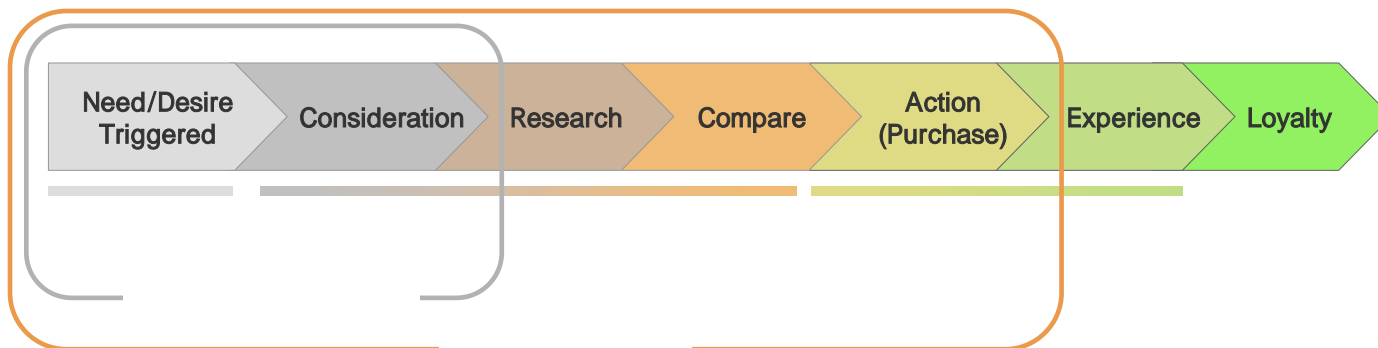 Need/Desire
Triggered
Consideration
Research
Compare
Action
(Purchase)
Experience
Loyalty